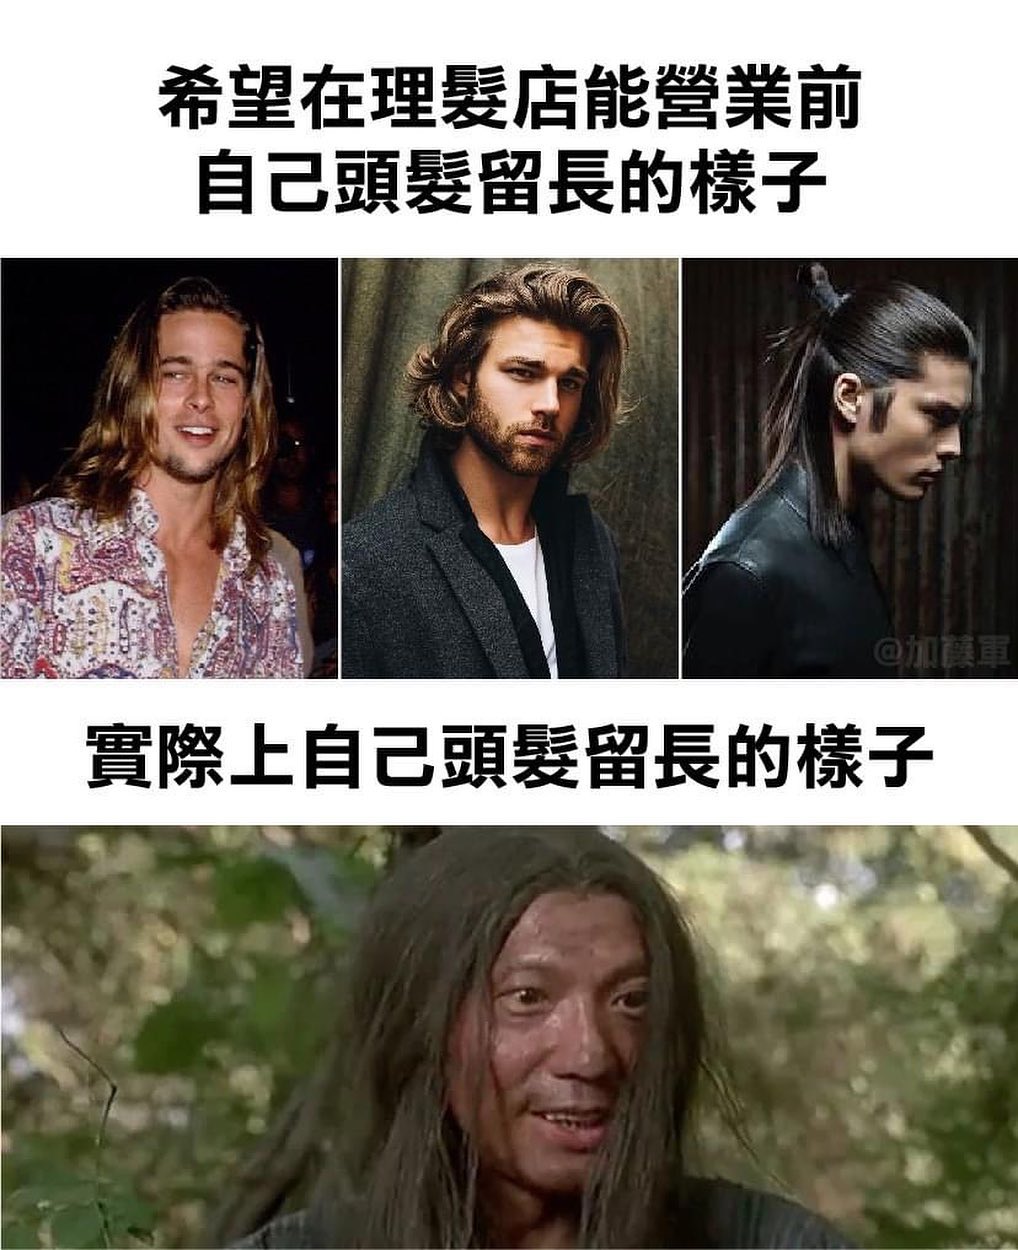 希望在理髮店能營業前
自己頭髮留長的樣子
@加藤軍
實際上自己頭髮留長的樣子